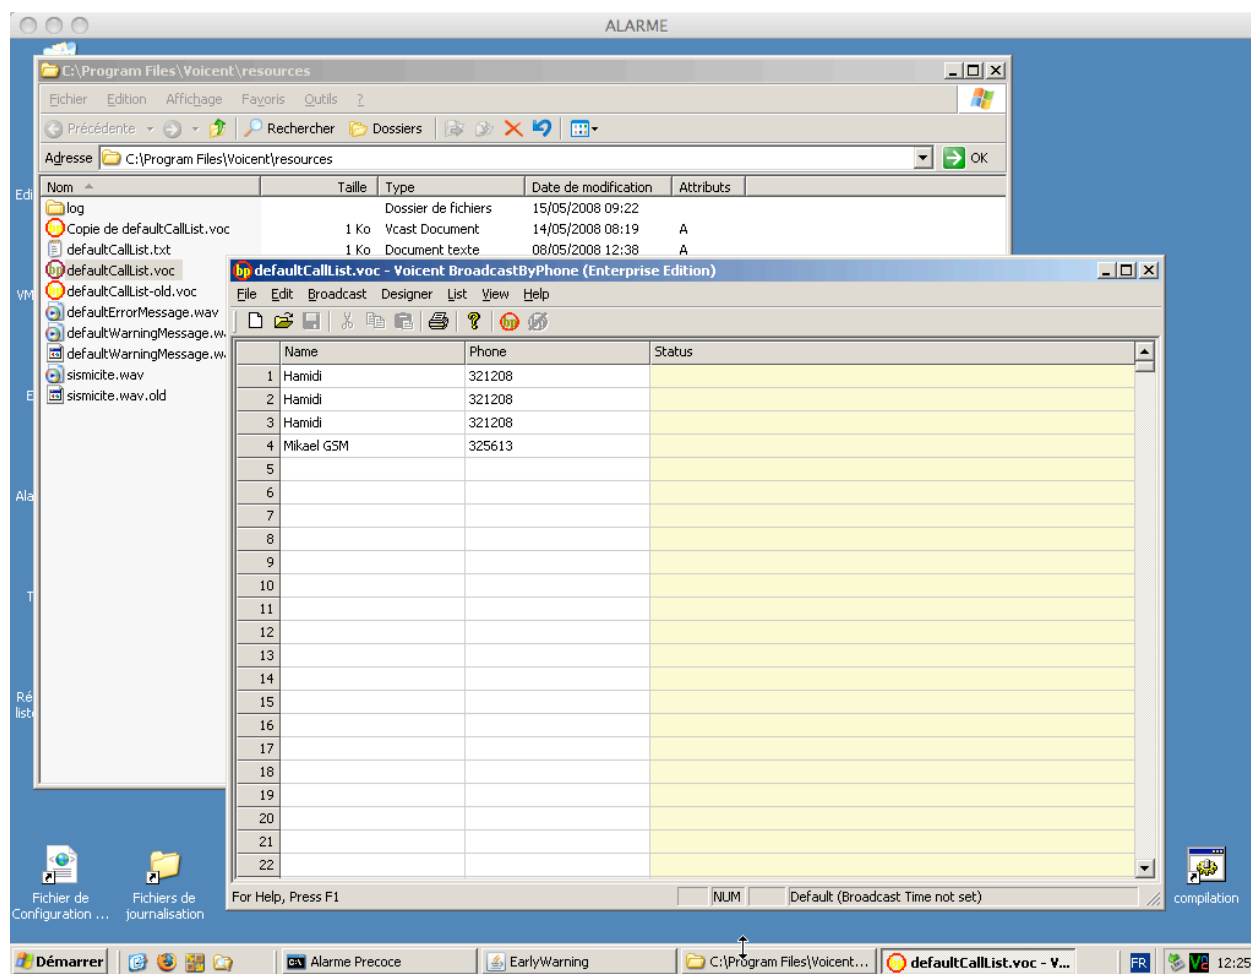 ALARME
C:\Program Files\Voicent\resources
Fichier Edition Affichage Favoris Outils ?
Précédente Rechercher Dossiers
Adresse C:\Program Files\Voicent\resources OK
Nom Taille Type Date de modification Attributs
log Dossier de fichiers 15/05/2008 09:22
Copie de defaultCallList.voc 1 Ko Vcast Document 14/05/2008 08:19 A
defaultCallList.txt 1 Ko Document texte 08/05/2008 12:38 A
defaultCallList.voc
defaultCallList-old.voc
defaultErrorMessage.wav
defaultWarningMessage.w
defaultWarningMessage.w
sismicite.wav
sismicite.wav.old
bp defaultCallList.voc - Voicent BroadcastByPhone (Enterprise Edition)
File Edit Broadcast Designer List View Help
bp
Name Phone Status
1 Hamidi 321208
2 Hamidi 321208
3 Hamidi 321208
4 Mikael GSM 325613
5
6
7
8
9
10
11
12
13
14
15
16
17
18
19
20
21
22
For Help, Press F1 NUM Default (Broadcast Time not set)
Edi
VM
E
Ala
T
Ré
list
Fichier de
Configuration ...
Fichiers de
journalisation
compilation
Démarrer Alarme Precoce EarlyWarning C:\Program Files\Voicent... defaultCallList.voc - V... FR 12:25